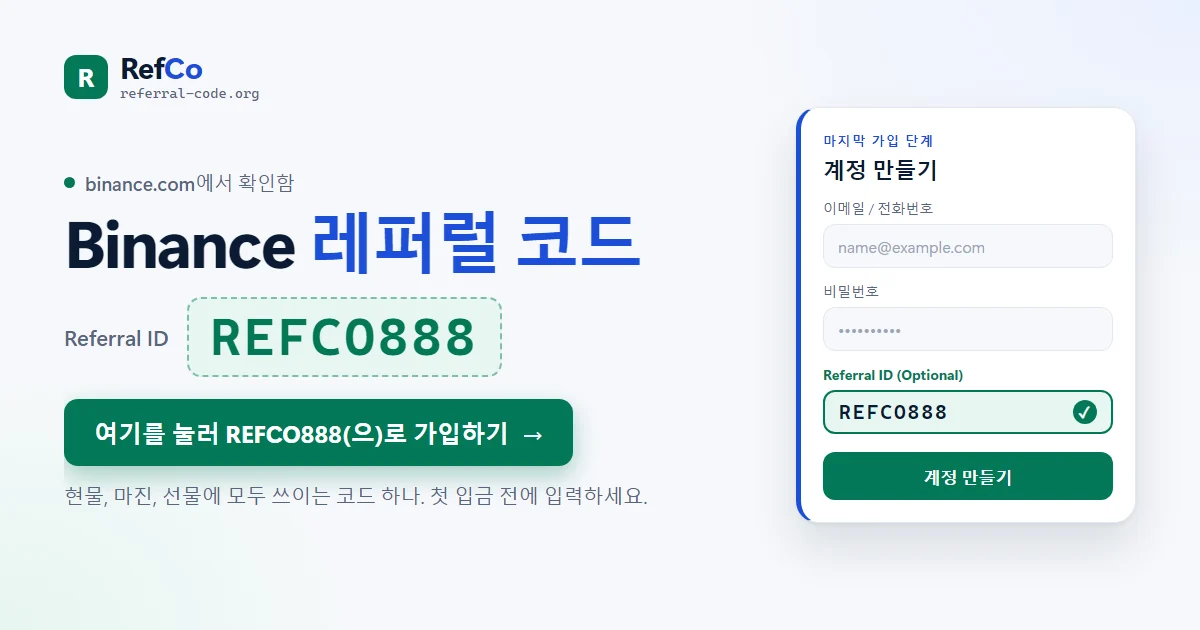 R
RefCo
referral-code.org
binance.com에서 확인함
Binance 레퍼럴 코드
Referral ID
REFCO888
여기를 눌러 REFCO888(으)로 가입하기 →
현물, 마진, 선물에 모두 쓰이는 코드 하나. 첫 입금 전에 입력하세요.
마지막 가입 단계
계정 만들기
이메일 / 전화번호
name@example.com
비밀번호
••••••••••
Referral ID (Optional)
REFCO888
계정 만들기